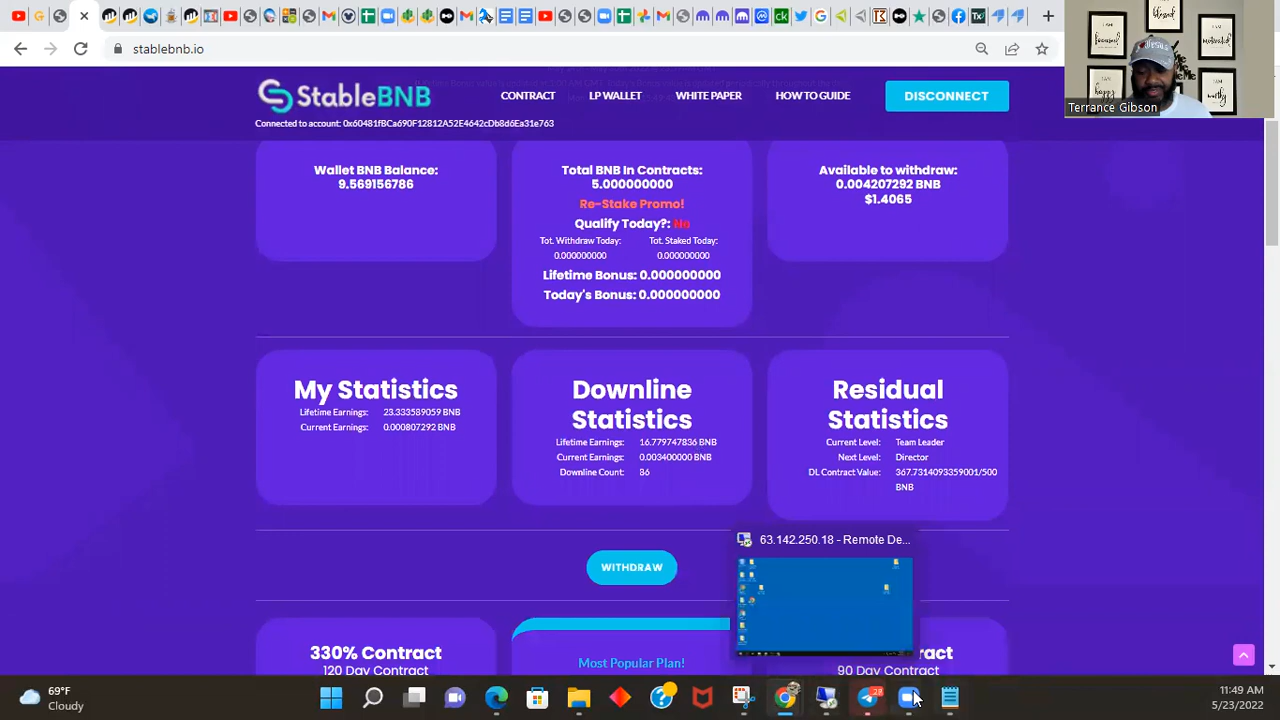 stablebnb.io
I AM
blessed
I AM
I AM
Terrance Gibson
StableBNB
CONTRACT
LP WALLET
WHITE PAPER
HOW TO GUIDE
DISCONNECT
Connected to account: 0x60481fBCa690F12812A52E4642cDb8d6Ea31e763
Wallet BNB Balance:
9.569156786
Total BNB In Contracts:
5.000000000
Re-Stake Promo!
Qualify Today?: No
Tot. Withdraw Today:
Tot. Staked Today:
0.000000000
0.000000000
Lifetime Bonus: 0.000000000
Today's Bonus: 0.000000000
Available to withdraw:
0.004207292 BNB
$1.4065
My Statistics
Lifetime Earnings: 23.333589059 BNB
Current Earnings: 0.000807292 BNB
Downline
Statistics
Lifetime Earnings: 16.779747836 BNB
Current Earnings: 0.003400000 BNB
Downline Count: 86
Residual
Statistics
Current Level: Team Leader
Next Level: Director
DL Contract Value: 367.7314093359001/500
BNB
63.142.250.18 - Remote De...
WITHDRAW
330% Contract
120 Day Contract
Most Popular Plan!
ract
90 Day Contract
69°F
Cloudy
28
11:49 AM
5/23/2022